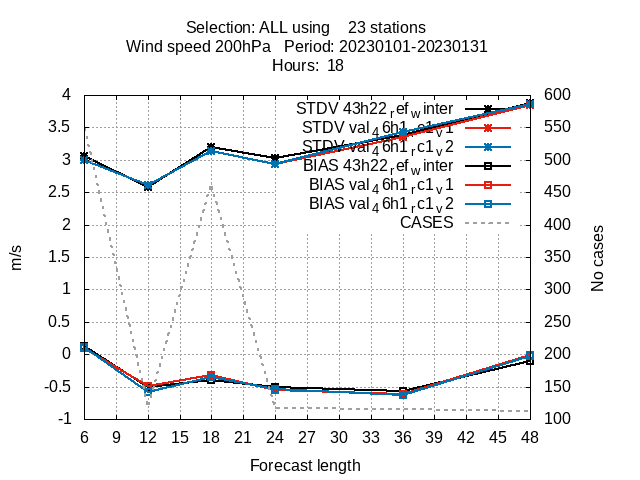 Selection: ALL using 23 stations
Wind speed 200hPa Period: 20230101-20230131
Hours: 18
STDV 43h22_ref_winter
STDV val_46h1_rc1_v1
STDV val_46h1_rc1_v2
BIAS 43h22_ref_winter
BIAS val_46h1_rc1_v1
BIAS val_46h1_rc1_v2
CASES
4
3.5
3
2.5
2
1.5
1
0.5
0
-0.5
-1
m/s
600
550
500
450
400
350
300
250
200
150
100
No cases
6 9 12 15 18 21 24 27 30 33 36 39 42 45 48
Forecast length